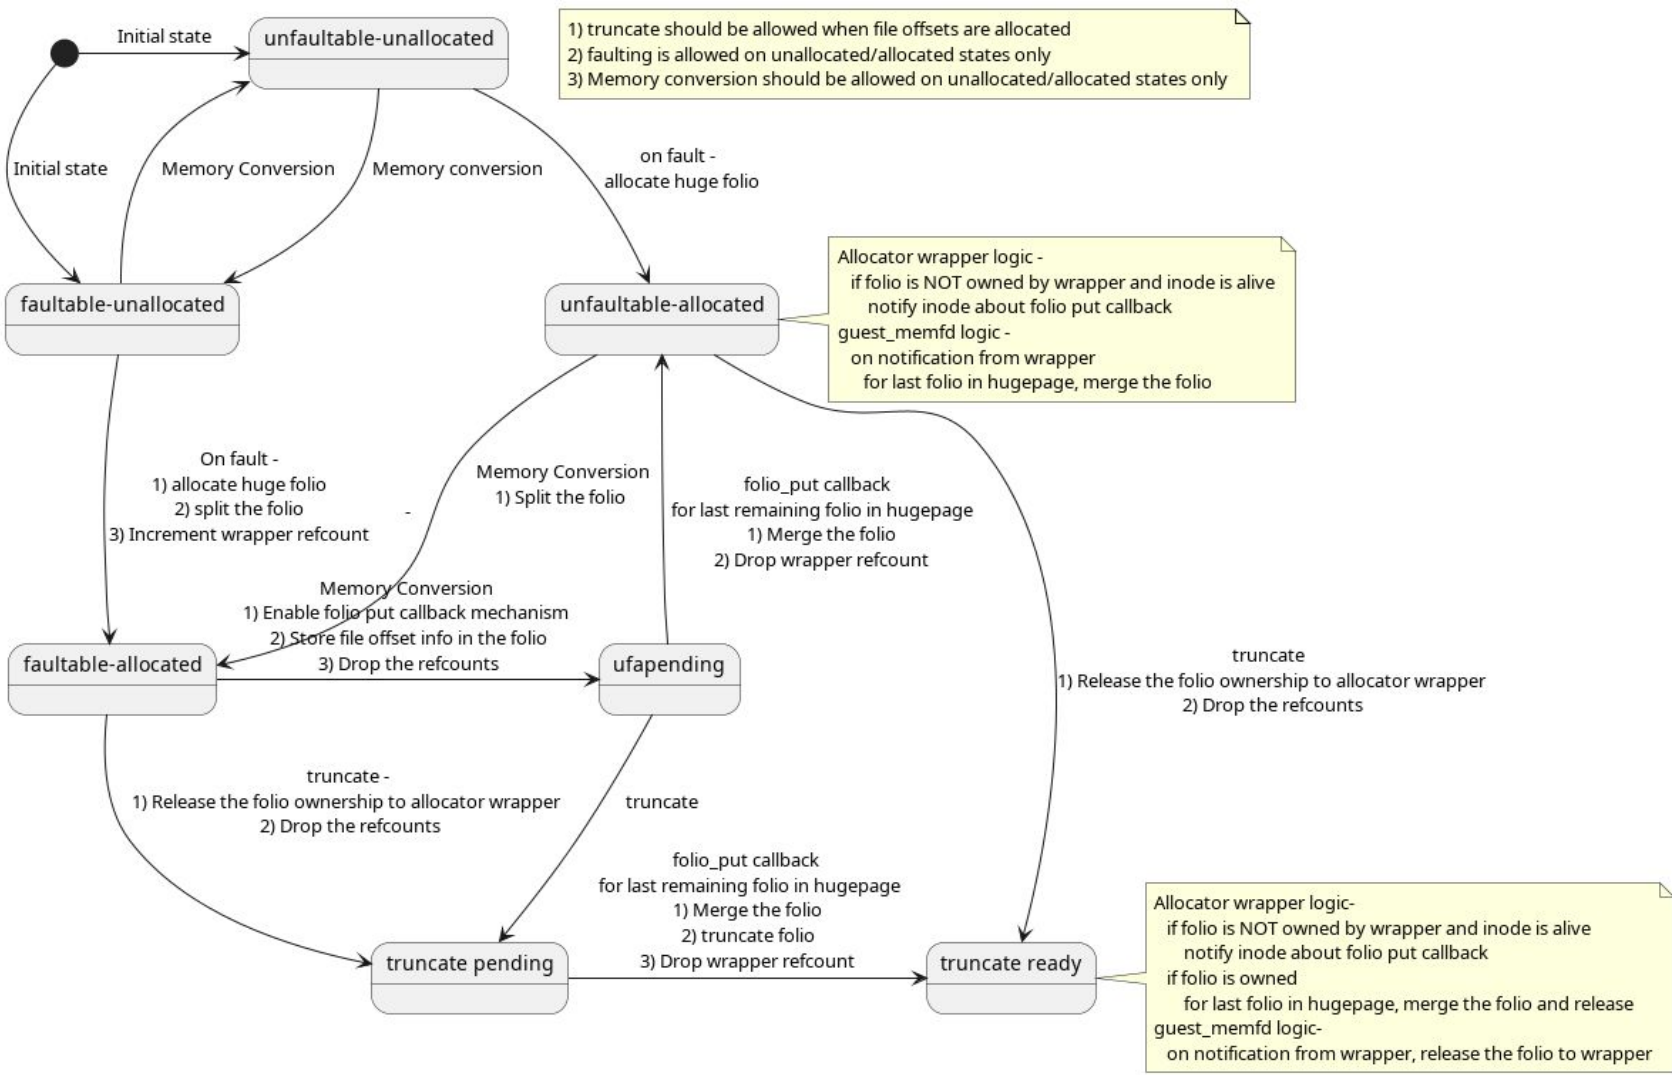 Initial state
unfaultable-unallocated
1) truncate should be allowed when file offsets are allocated
2) faulting is allowed on unallocated/allocated states only
3) Memory conversion should be allowed on unallocated/allocated states only
Initial state
Memory Conversion
Memory conversion
on fault -
allocate huge folio
faultable-unallocated
unfaultable-allocated
Allocator wrapper logic -
if folio is NOT owned by wrapper and inode is alive
notify inode about folio put callback
guest_memfd logic -
on notification from wrapper
for last folio in hugepage, merge the folio
On fault -
1) allocate huge folio
2) split the folio
3) Increment wrapper refcount
-
Memory Conversion
1) Split the folio
folio_put callback
for last remaining folio in hugepage
1) Merge the folio
2) Drop wrapper refcount
Memory Conversion
1) Enable folio put callback mechanism
2) Store file offset info in the folio
3) Drop the refcounts
truncate
1) Release the folio ownership to allocator wrapper
2) Drop the refcounts
faultable-allocated
ufapending
truncate -
1) Release the folio ownership to allocator wrapper
2) Drop the refcounts
truncate
folio_put callback
for last remaining folio in hugepage
1) Merge the folio
2) truncate folio
3) Drop wrapper refcount
truncate pending
truncate ready
Allocator wrapper logic-
if folio is NOT owned by wrapper and inode is alive
notify inode about folio put callback
if folio is owned
for last folio in hugepage, merge the folio and release
guest_memfd logic-
on notification from wrapper, release the folio to wrapper